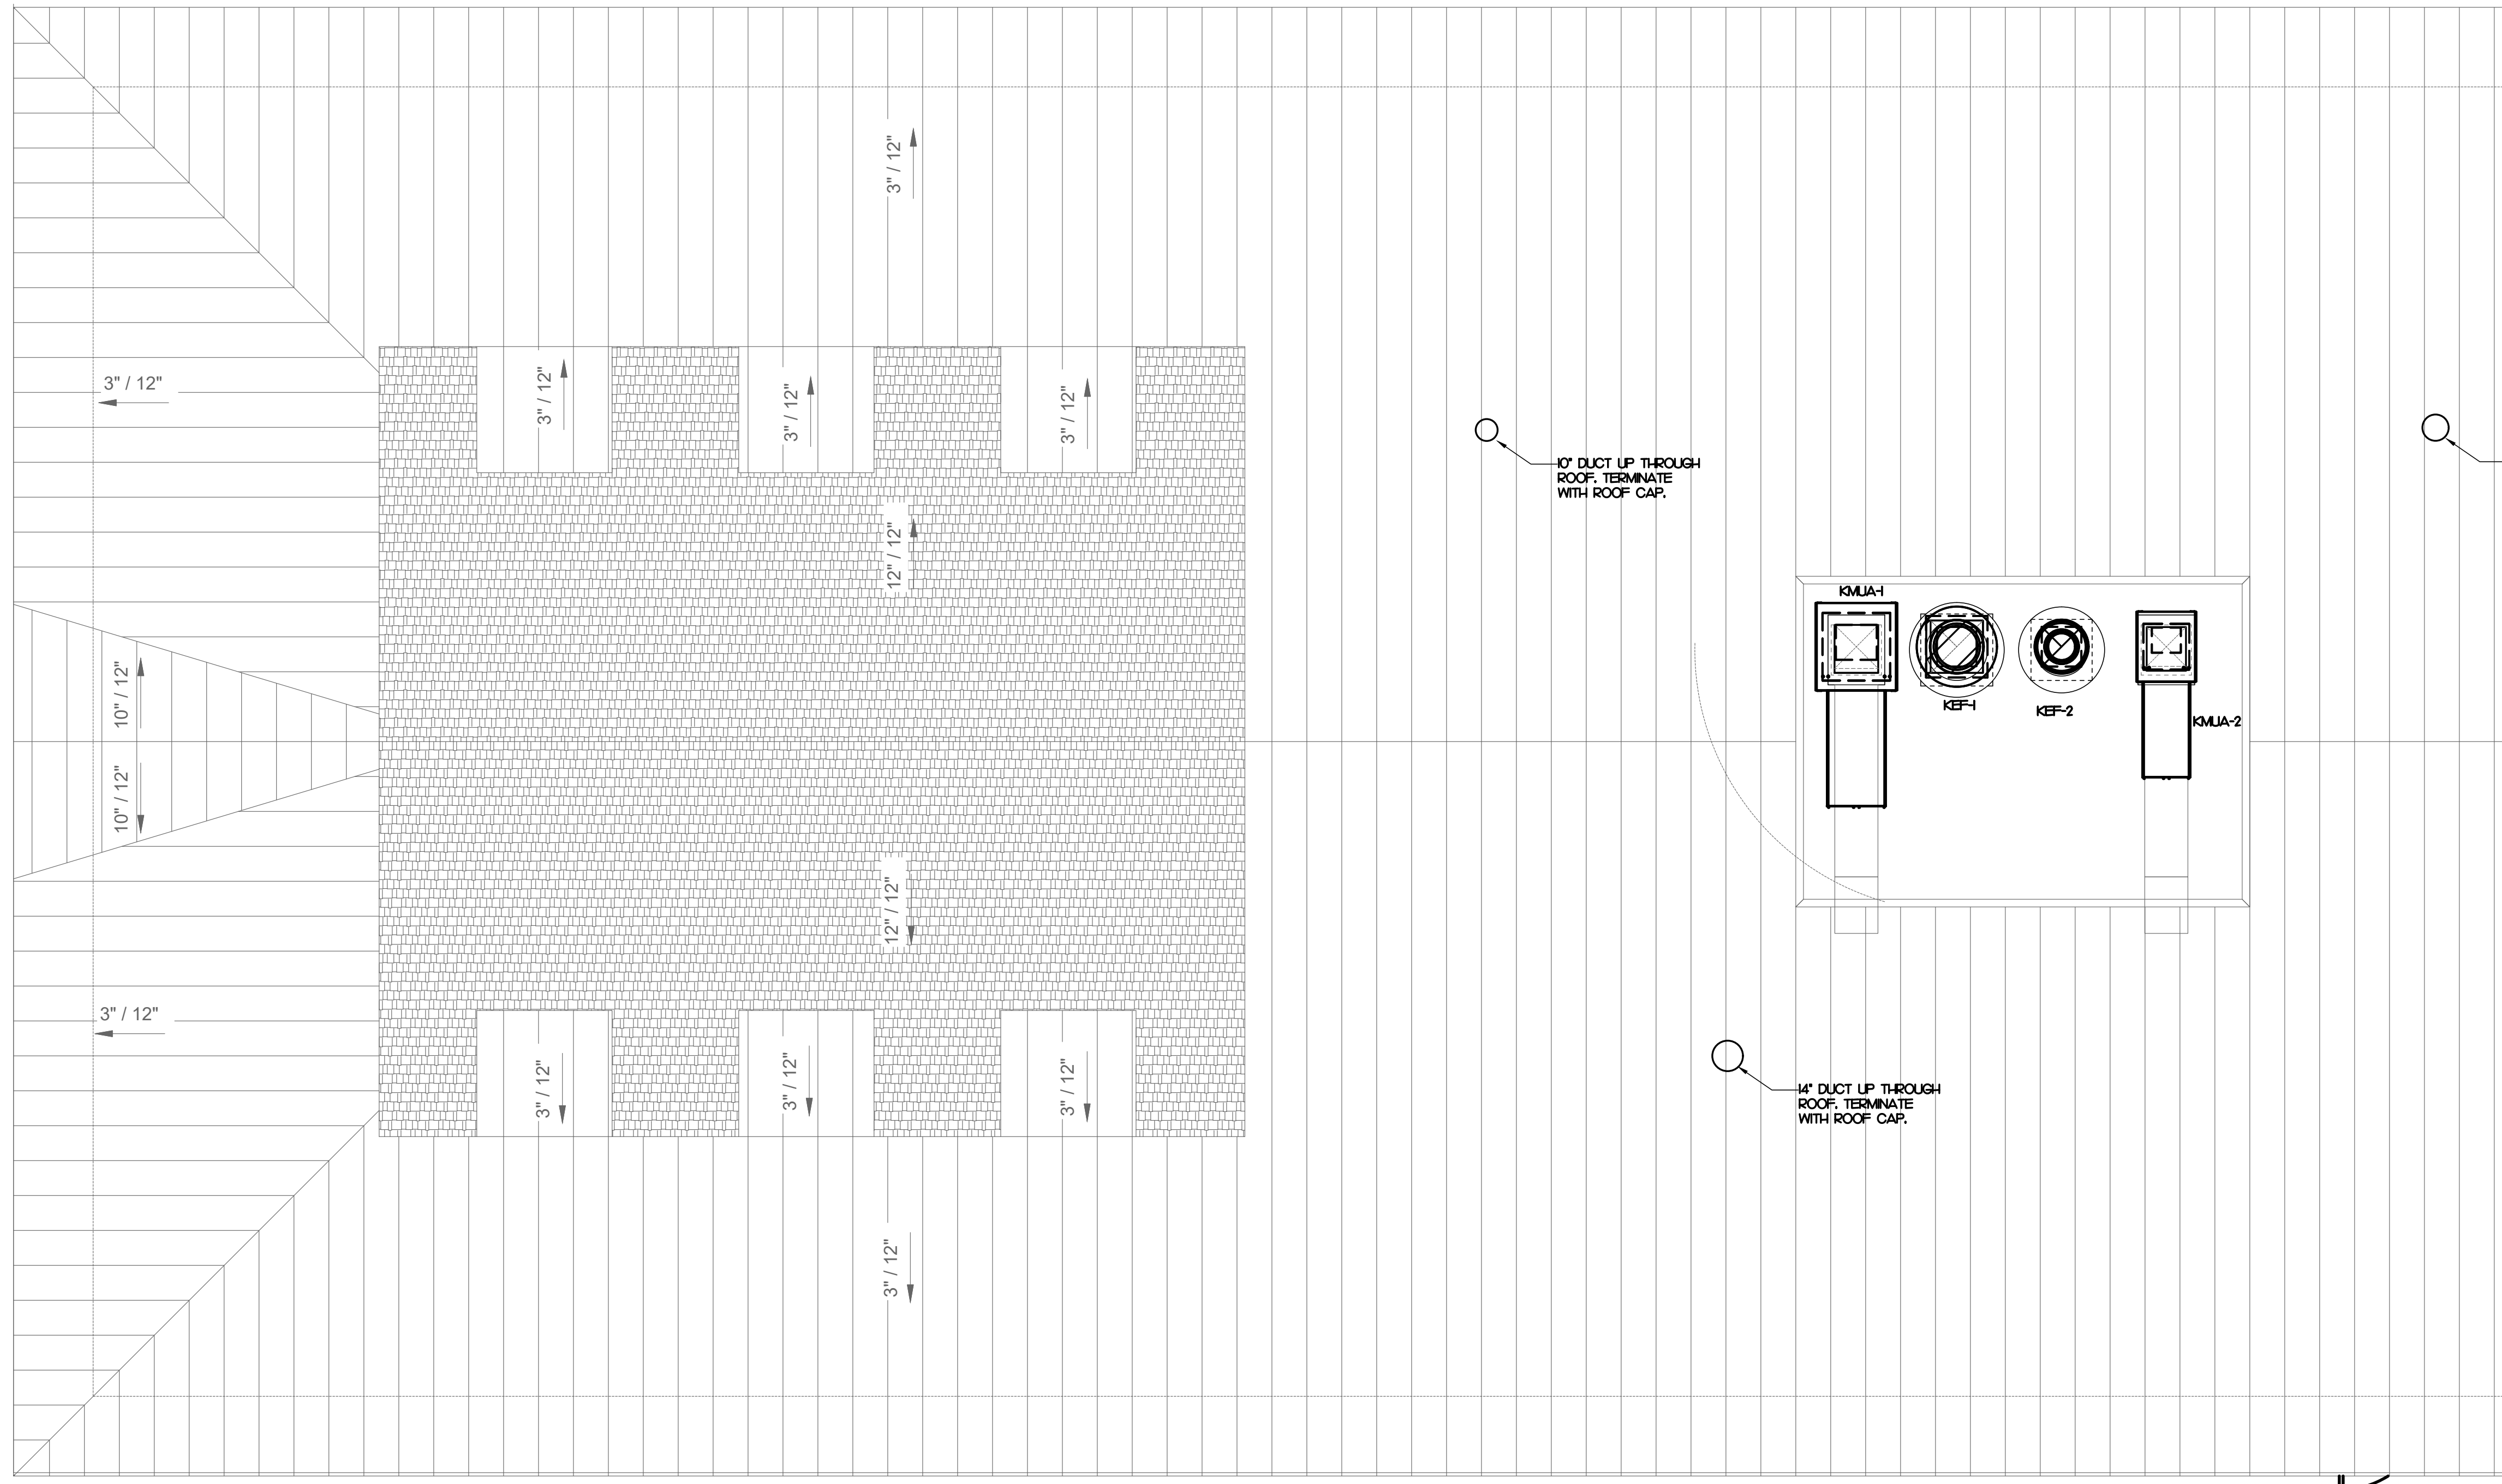 3" / 12"
3" / 12"
3" / 12"
3" / 12"
3" / 12"
10" DUCT UP THROUGH
ROOF. TERMINATE
WITH ROOF CAP.
12" / 12"
KMUA-1
KEF-1
KEF-2
KMUA-2
10" / 12"
10" / 12"
12" / 12"
3" / 12"
3" / 12"
3" / 12"
3" / 12"
14" DUCT UP THROUGH
ROOF. TERMINATE
WITH ROOF CAP.
3" / 12"